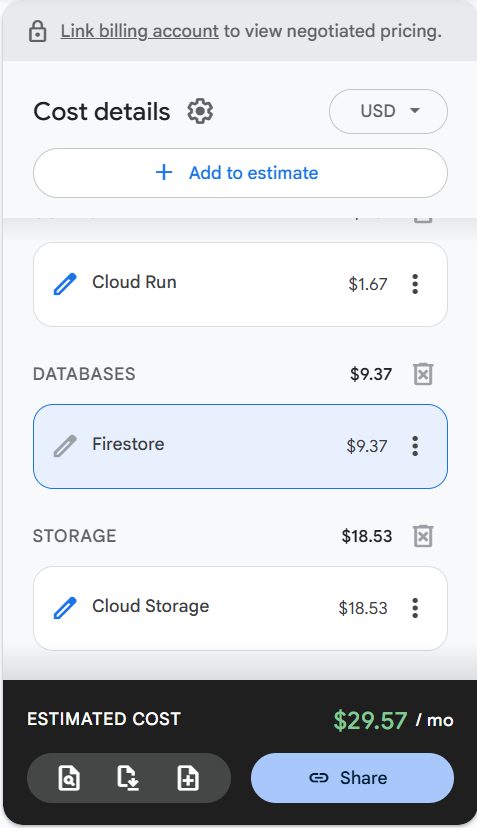 Link billing account to view negotiated pricing.
Cost details
USD
+ Add to estimate
Cloud Run $1.67
DATABASES $9.37
Firestore $9.37
STORAGE $18.53
Cloud Storage $18.53
ESTIMATED COST $29.57 / mo
Share